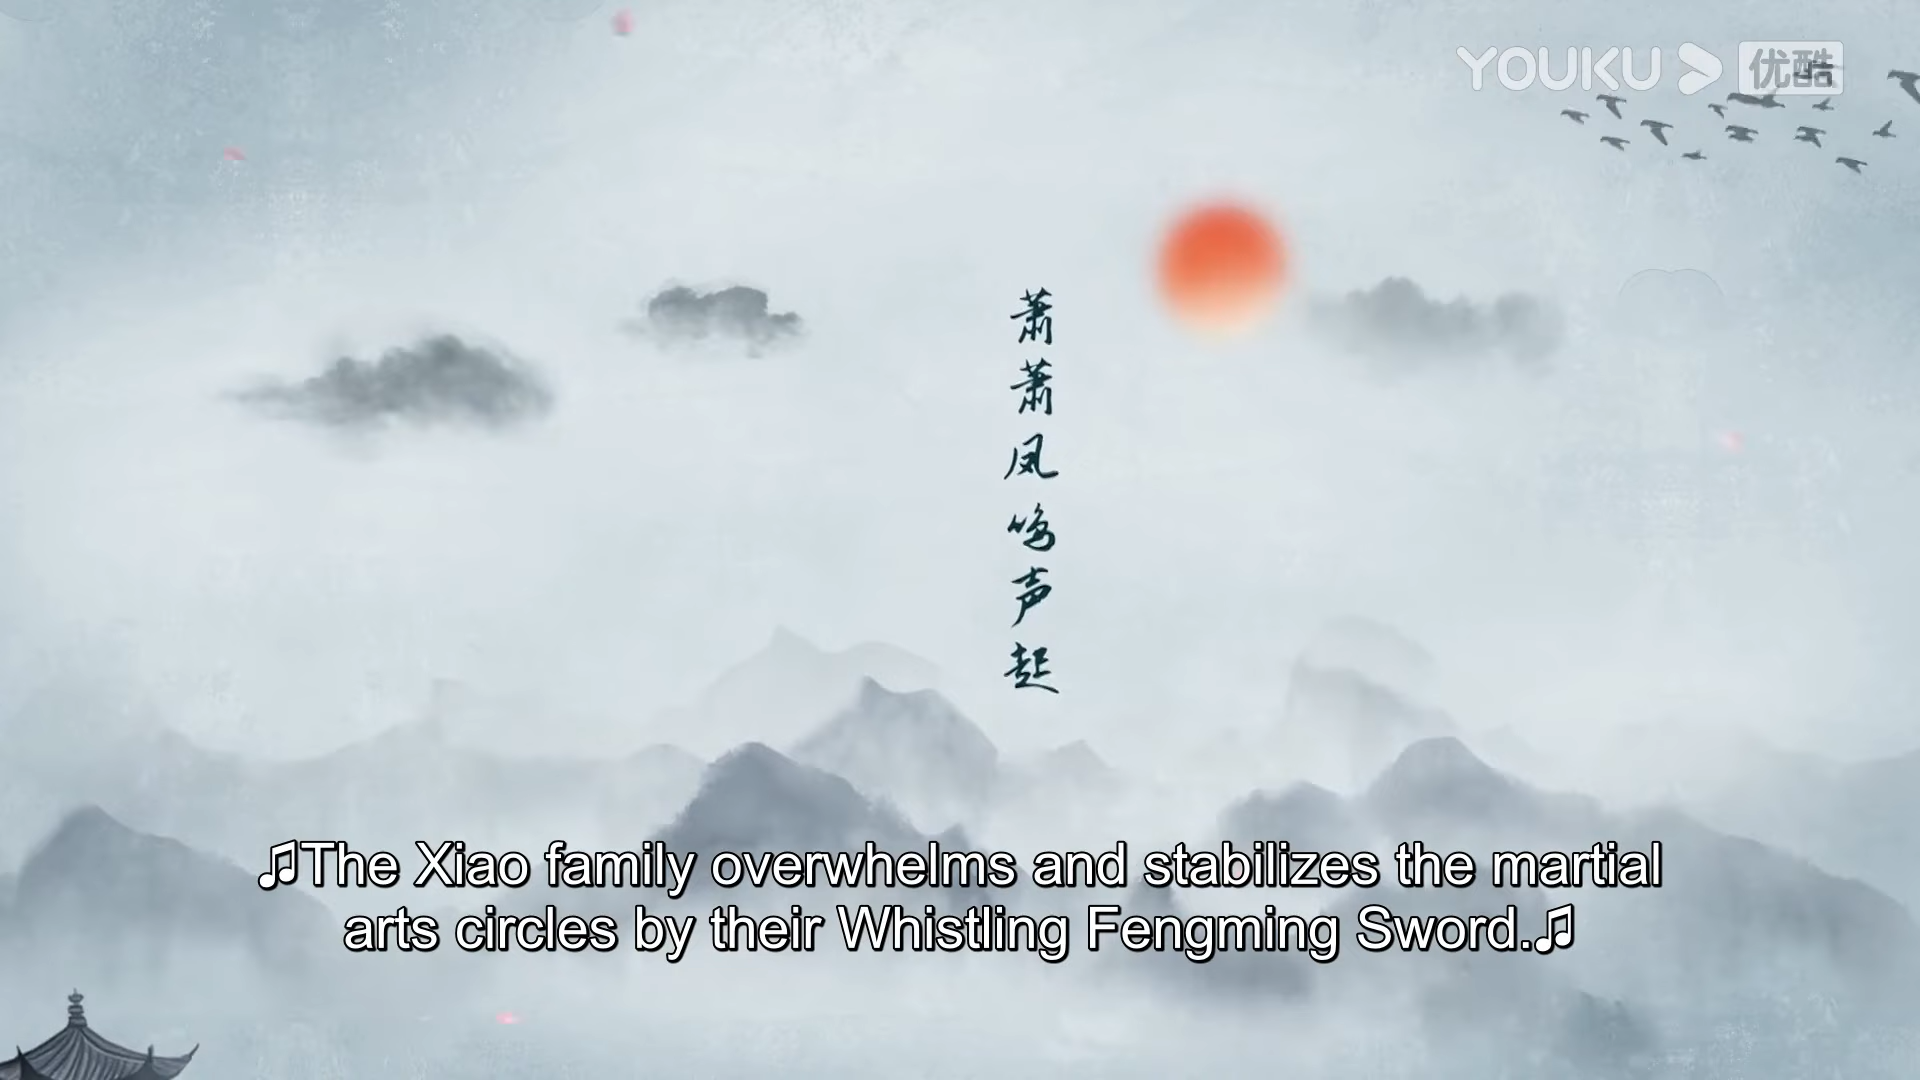 YOUKU 优酷
萧萧凤鸣声起
♫The Xiao family overwhelms and stabilizes the martial
arts circles by their Whistling Fengming Sword.♫